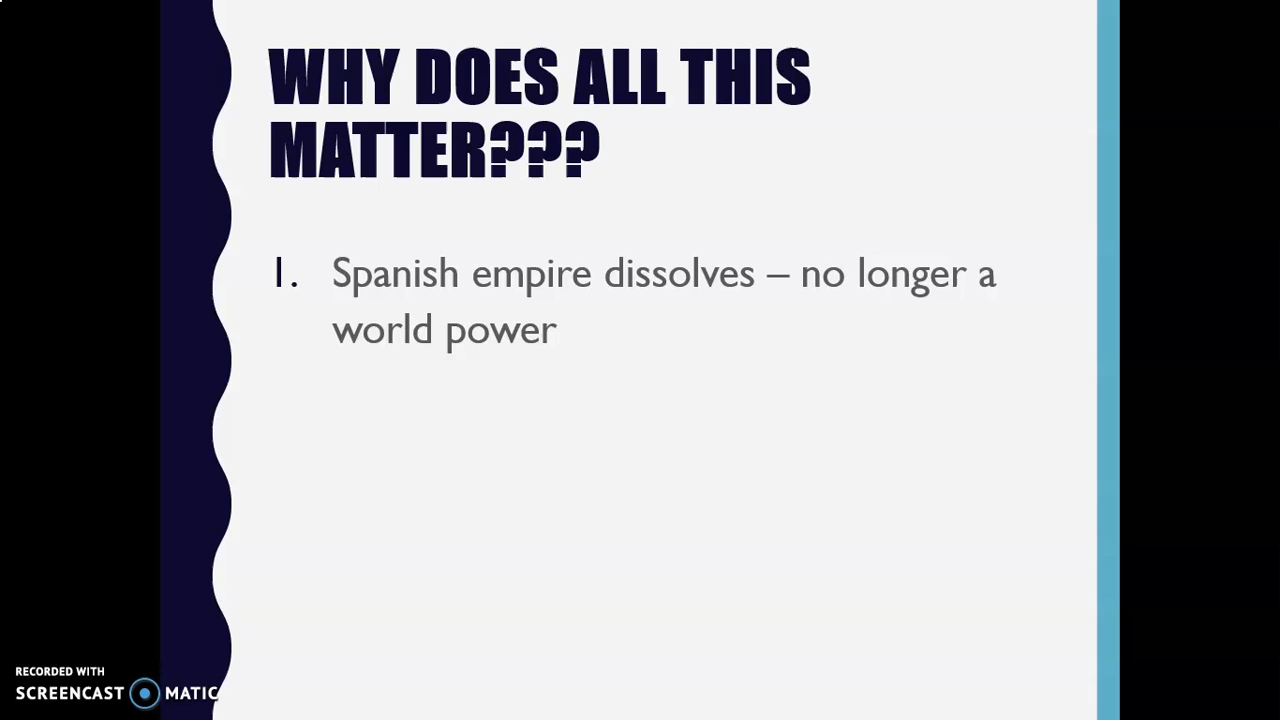 WHY DOES ALL THIS
MATTER???
1. Spanish empire dissolves – no longer a
world power
RECORDED WITH
SCREENCAST MATIC